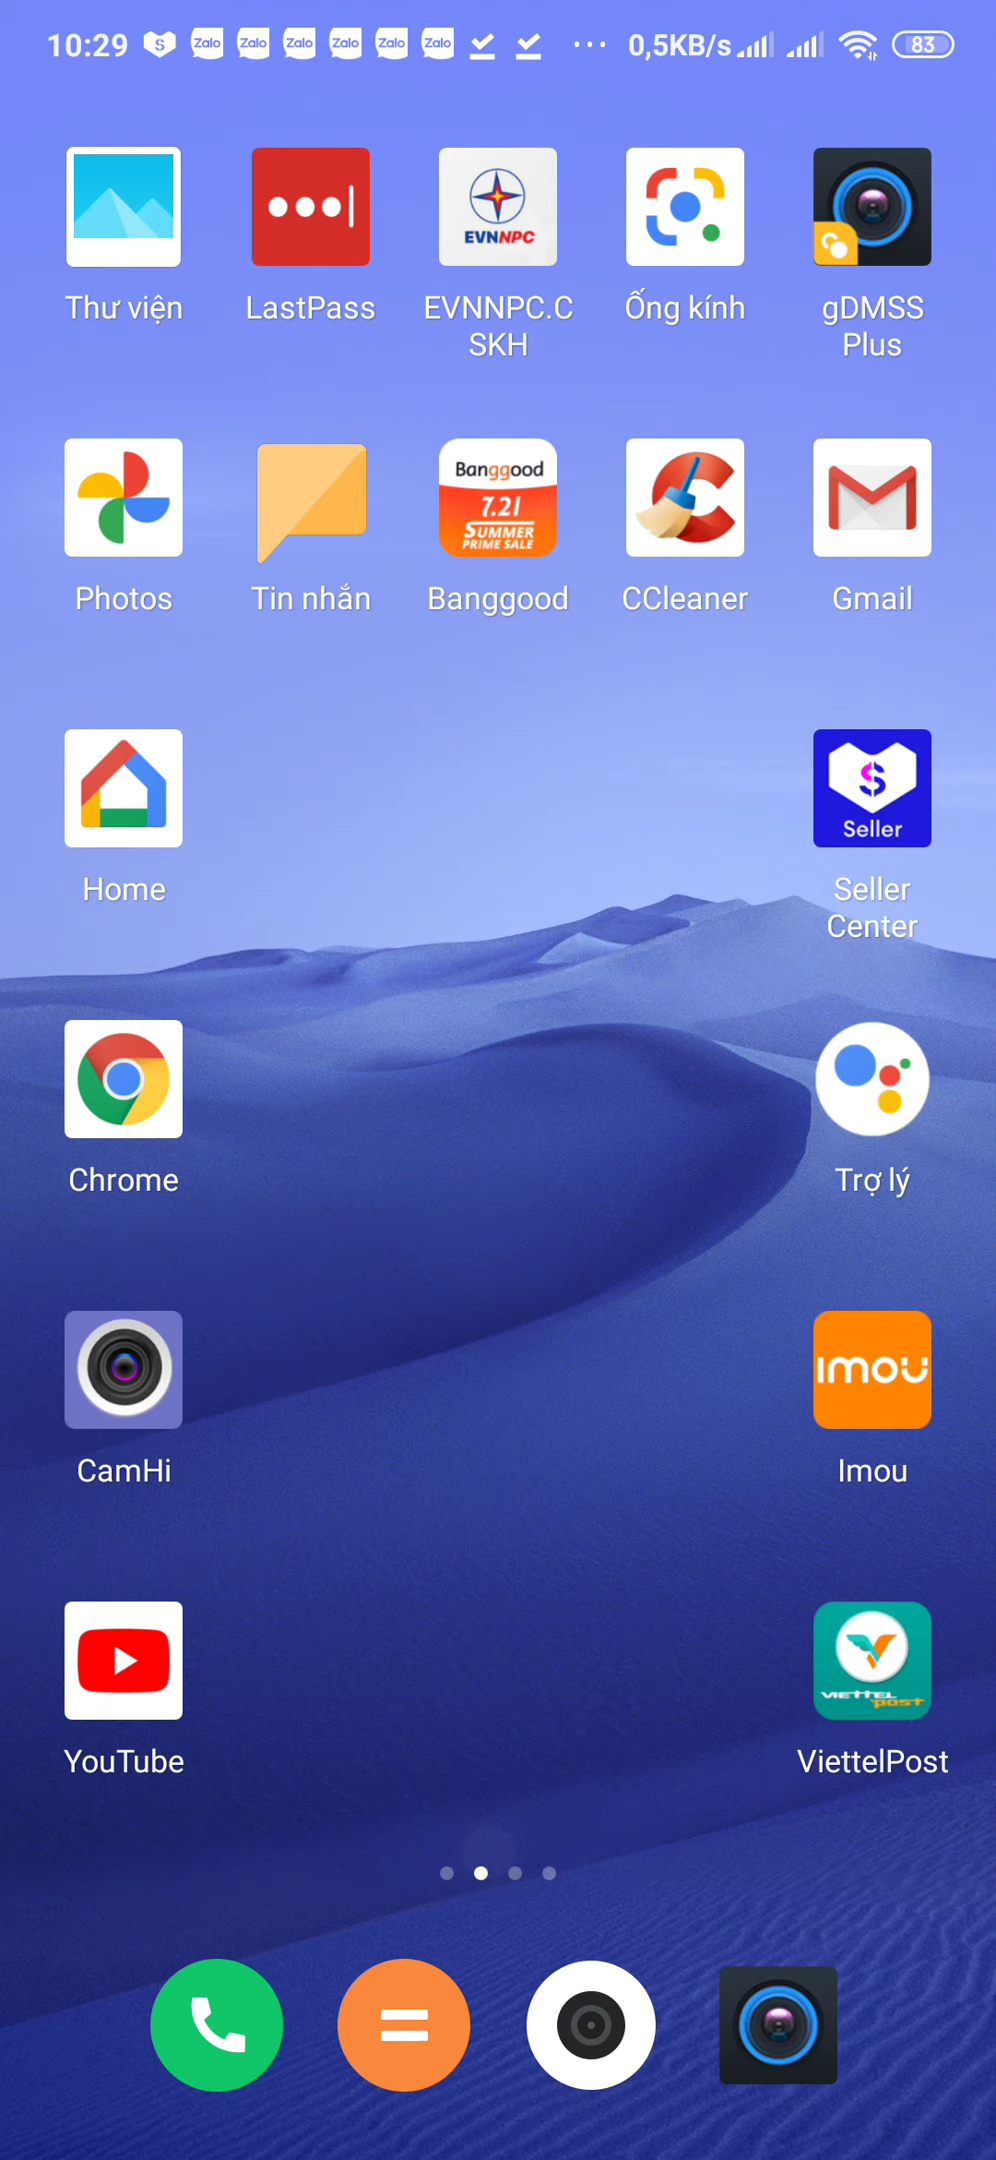 10:29 Zalo Zalo Zalo Zalo Zalo Zalo ... 0,5KB/s 83
EVNNPC
Thư viện LastPass EVNNPC.C Ống kính gDMSS
SKH Plus
Banggood
7.21
SUMMER
PRIME SALE
Photos Tin nhắn Banggood CCleaner Gmail
$
Seller
Home Seller
Center
Chrome Trợ lý
imou
CamHi Imou
VIETTEL
post
YouTube ViettelPost